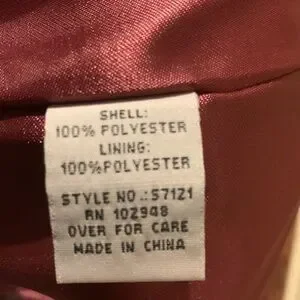 SHELL:
100% POLYESTER
LINING:
100%POLYESTER
STYLE NO.:57121
RN 102948
OVER FOR CARE
MADE IN CHINA